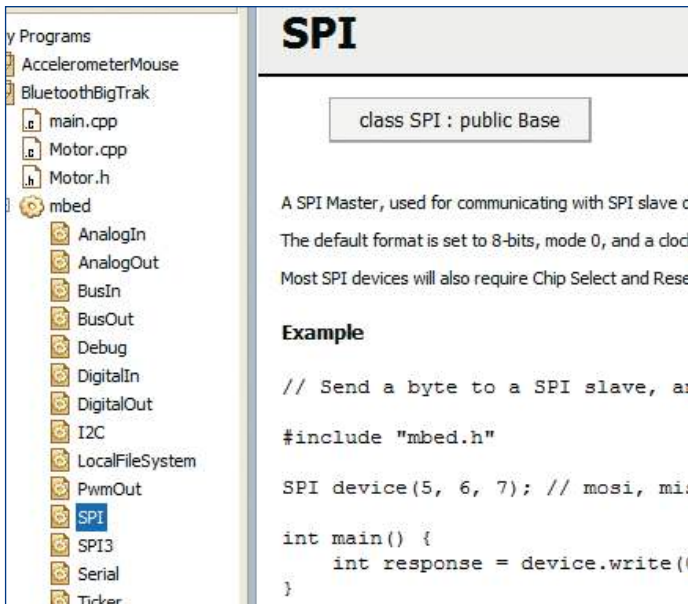 y Programs
AccelerometerMouse
BluetoothBigTrak
main.cpp
Motor.cpp
Motor.h
mbed
AnalogIn
AnalogOut
BusIn
BusOut
Debug
DigitalIn
DigitalOut
I2C
LocalFileSystem
PwmOut
SPI
SPI3
Serial
Ticker
SPI
class SPI : public Base
A SPI Master, used for communicating with SPI slave
The default format is set to 8-bits, mode 0, and a
Most SPI devices will also require Chip Select and
Example
// Send a byte to a SPI slave,
#include "mbed.h"
SPI device(5, 6, 7); // mosi,
int main() {
int response = device.write(
}